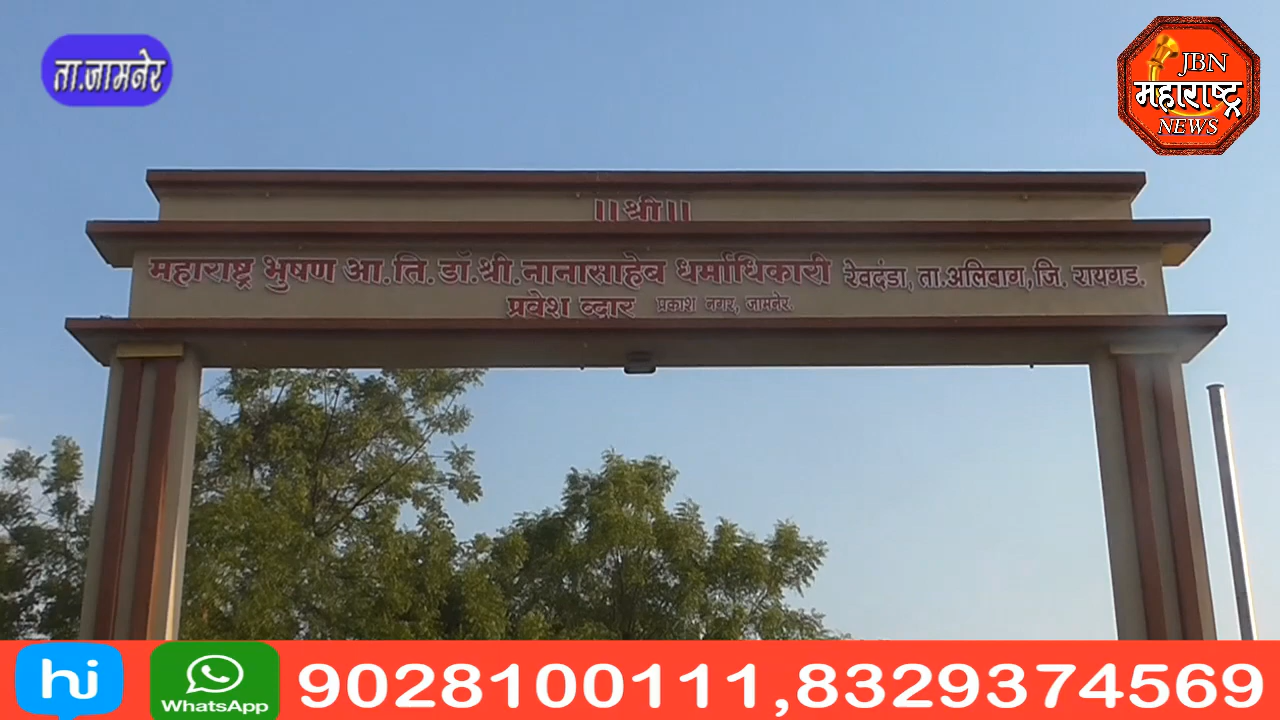 ता.जामनेर
JBN
महाराष्ट्र
NEWS
॥श्री॥
महाराष्ट्र भुषण आ.ति.डॉ.श्री.नानासाहेब धर्माधिकारी रेवदंडा, ता.अलिबाग,जि. रायगड.
प्रवेश व्दार प्रकाश नगर, जामनेर.
hi
WhatsApp
9028100111,8329374569